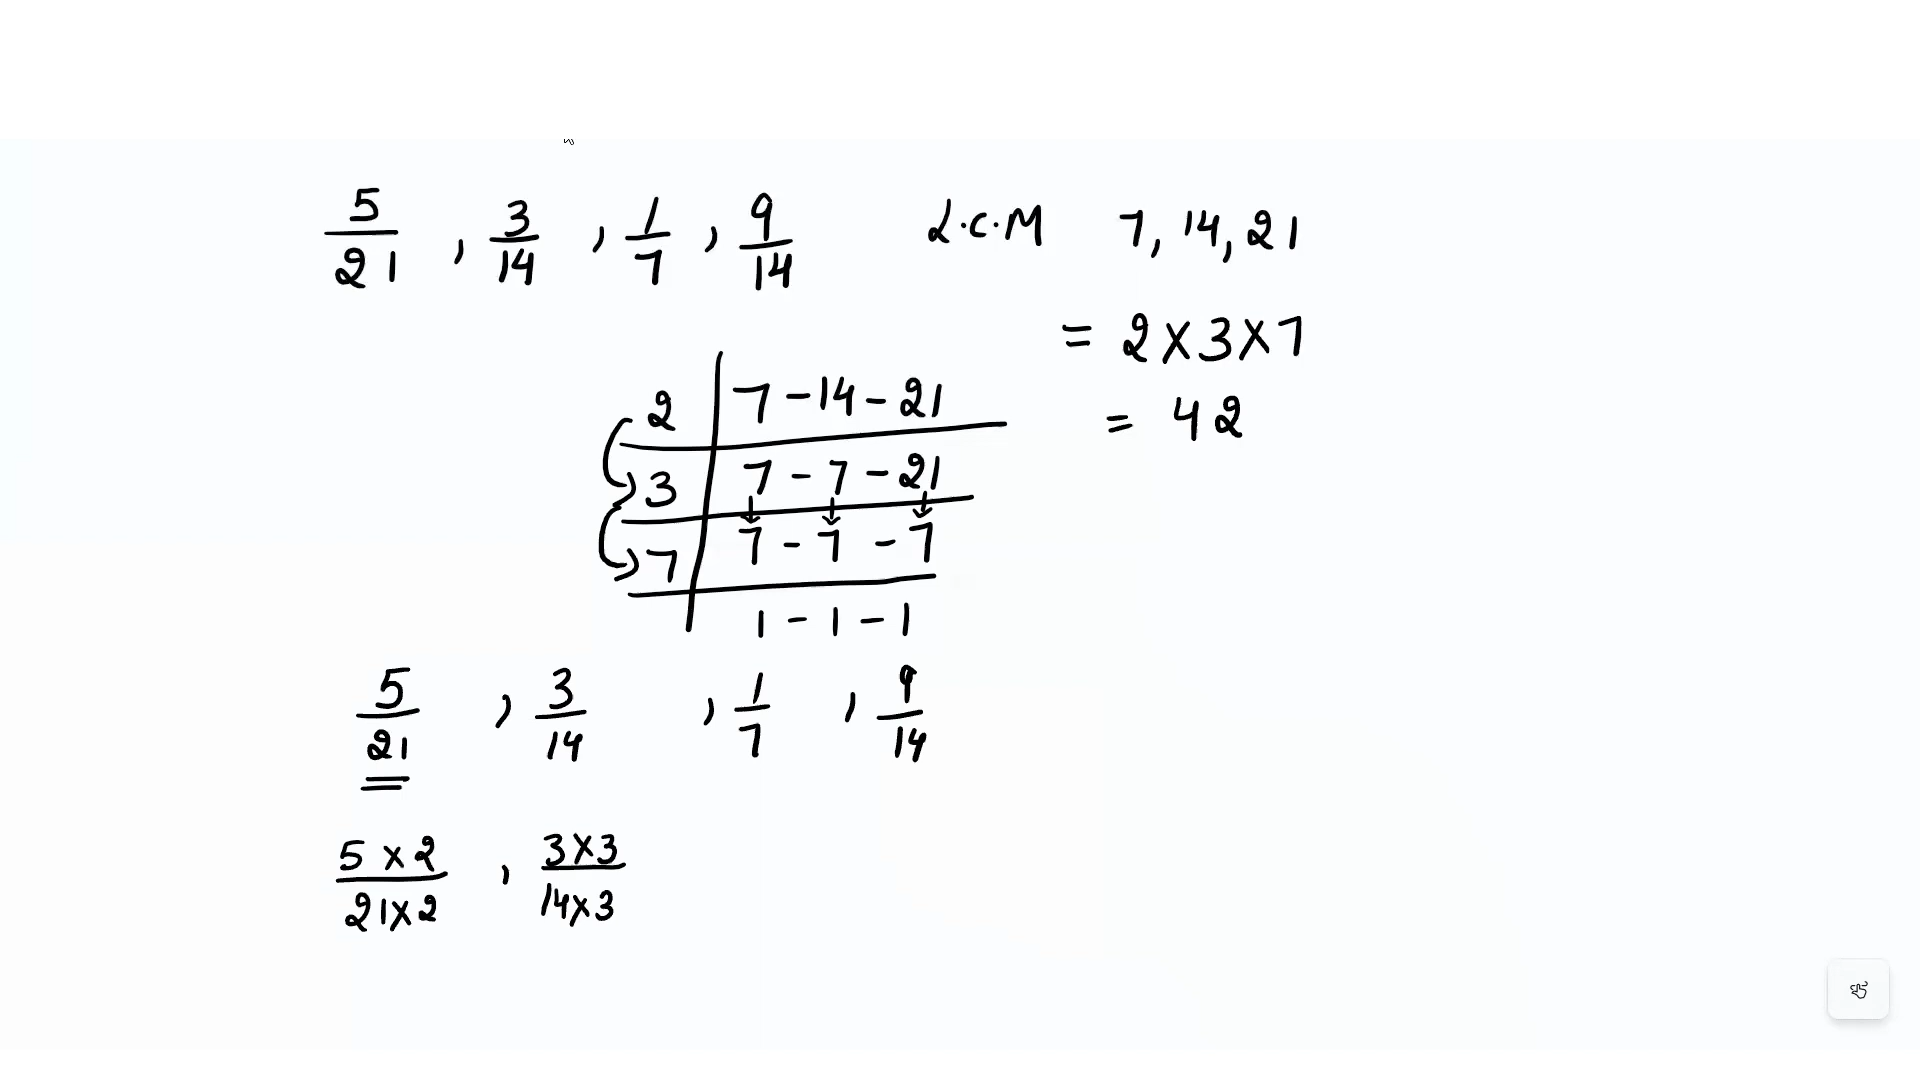 5/21 , 3/14 , 1/7 , 9/14 L.C.M 7, 14, 21
= 2×3×7
= 42
2 | 7 - 14 - 21
3 | 7 - 7 - 21
7 | 7 - 7 - 7
1 - 1 - 1
5/21 , 3/14 , 1/7 , 9/14
5×2/21×2 , 3×3/14×3